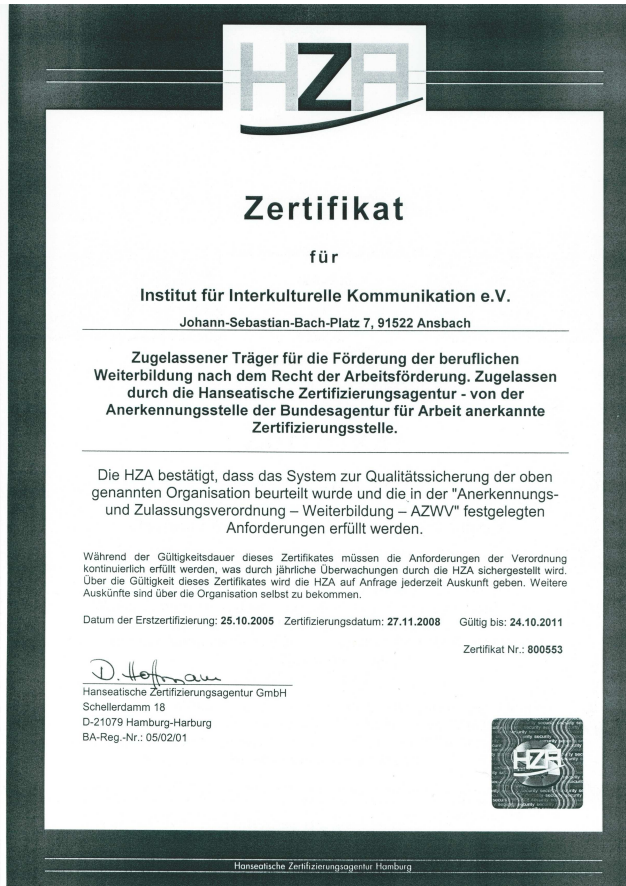 HZA
Zertifikat
für
Institut für Interkulturelle Kommunikation e.V.
Johann-Sebastian-Bach-Platz 7, 91522 Ansbach
Zugelassener Träger für die Förderung der beruflichen
Weiterbildung nach dem Recht der Arbeitsförderung. Zugelassen
durch die Hanseatische Zertifizierungsagentur - von der
Anerkennungsstelle der Bundesagentur für Arbeit anerkannte
Zertifizierungsstelle.
Die HZA bestätigt, dass das System zur Qualitätssicherung der oben
genannten Organisation beurteilt wurde und die in der "Anerkennungs-
und Zulassungsverordnung – Weiterbildung – AZWV" festgelegten
Anforderungen erfüllt werden.
Während der Gültigkeitsdauer dieses Zertifikates müssen die Anforderungen der Verordnung
kontinuierlich erfüllt werden, was durch jährliche Überwachungen durch die HZA sichergestellt wird.
Über die Gültigkeit dieses Zertifikates wird die HZA auf Anfrage jederzeit Auskunft geben. Weitere
Auskünfte sind über die Organisation selbst zu bekommen.
Datum der Erstzertifizierung: 25.10.2005 Zertifizierungsdatum: 27.11.2008 Gültig bis: 24.10.2011
Zertifikat Nr.: 800553
D. Hoffmann
Hanseatische Zertifizierungsagentur GmbH
Schellerdamm 18
D-21079 Hamburg-Harburg
BA-Reg.-Nr.: 05/02/01
HZA
Hanseatische Zertifizierungsagentur Hamburg